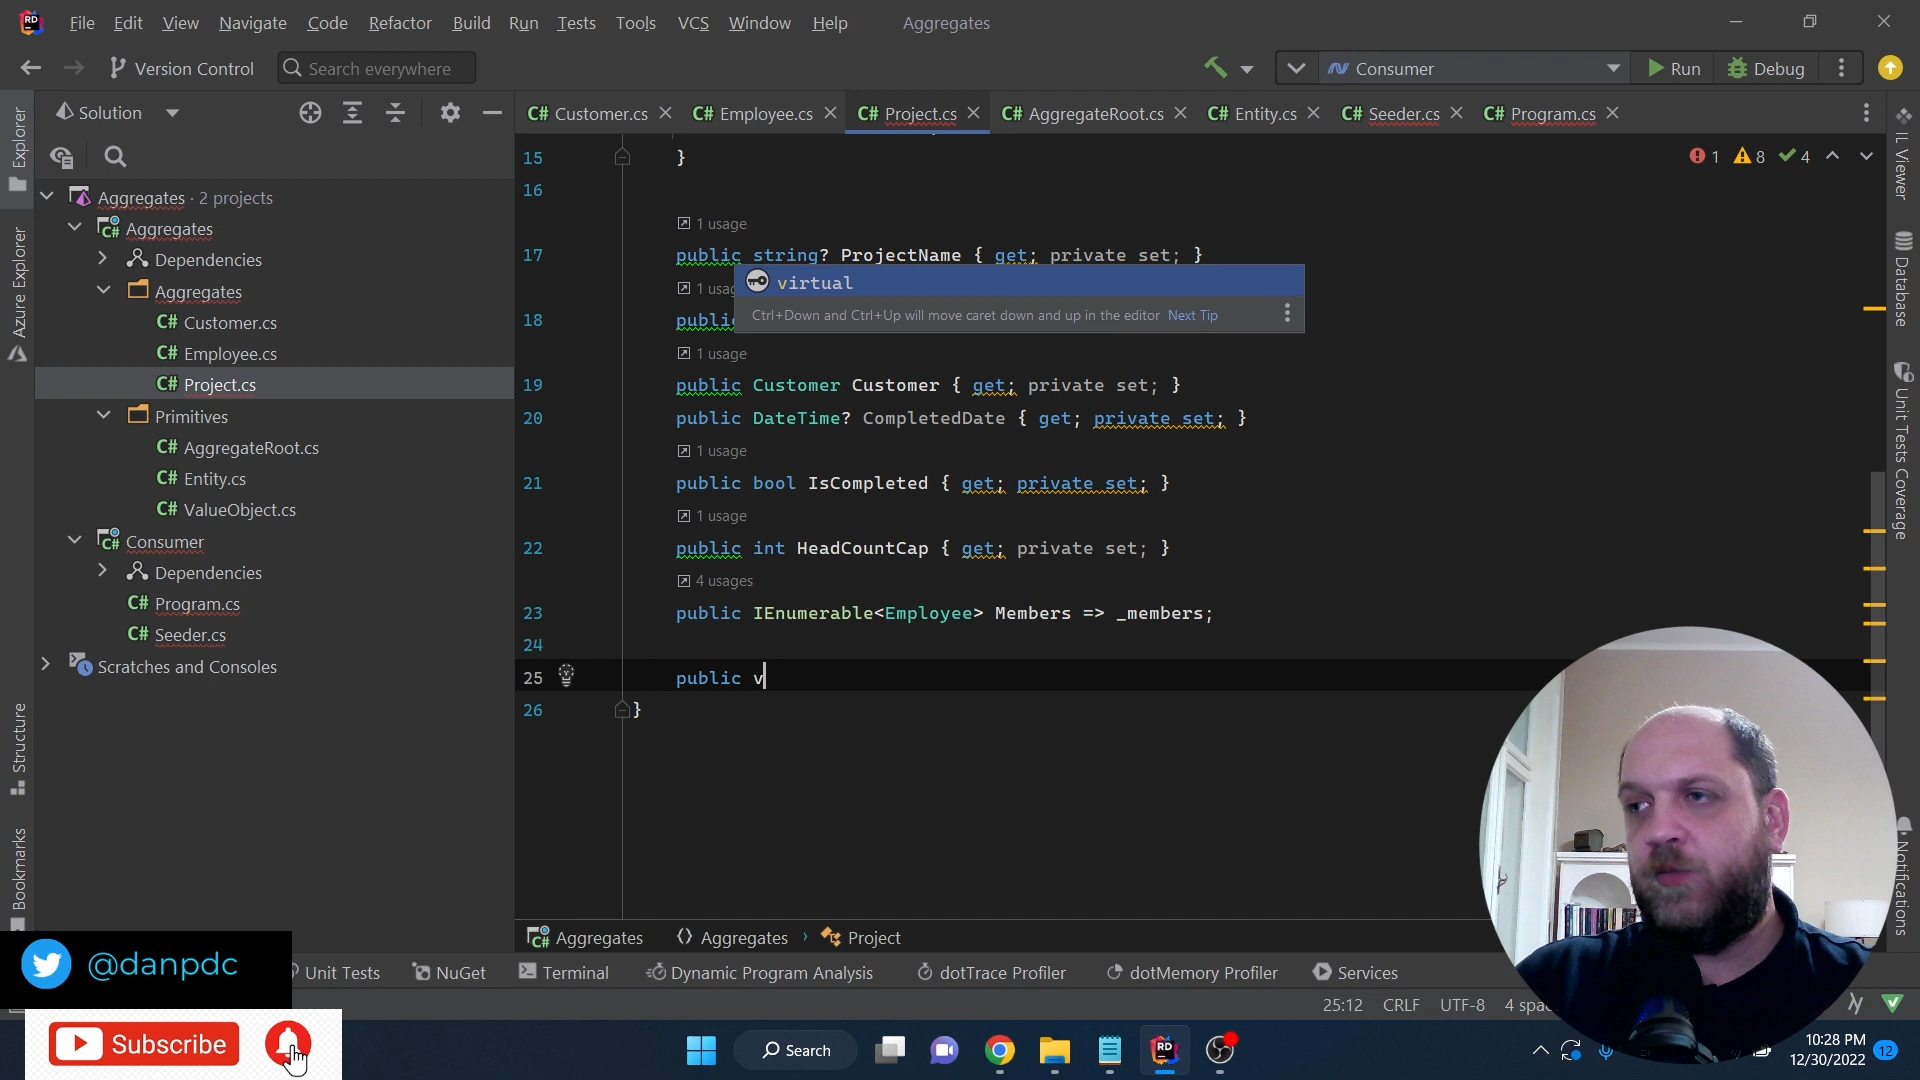 RD File Edit View Navigate Code Refactor Build Run Tests Tools VCS Window Help Aggregates
Version Control Search everywhere Consumer Run Debug
Solution
C# Customer.cs C# Employee.cs C# Project.cs C# AggregateRoot.cs C# Entity.cs C# Seeder.cs C# Program.cs
Explorer
Azure Explorer
Structure
Bookmarks
Aggregates · 2 projects
C# Aggregates
Dependencies
Aggregates
C# Customer.cs
C# Employee.cs
C# Project.cs
Primitives
C# AggregateRoot.cs
C# Entity.cs
C# ValueObject.cs
C# Consumer
Dependencies
C# Program.cs
C# Seeder.cs
Scratches and Consoles
1 8 4
15 }
16
1 usage
17 public string? ProjectName { get; private set; }
1 usag
virtual
Ctrl+Down and Ctrl+Up will move caret down and up in the editor Next Tip
18 public
1 usage
19 public Customer Customer { get; private set; }
20 public DateTime? CompletedDate { get; private set; }
1 usage
21 public bool IsCompleted { get; private set; }
1 usage
22 public int HeadCountCap { get; private set; }
4 usages
23 public IEnumerable<Employee> Members => _members;
24
25 public v
26 }
IL Viewer
Database
Unit Tests Coverage
Notifications
C# Aggregates Aggregates › Project
Unit Tests NuGet Terminal Dynamic Program Analysis dotTrace Profiler dotMemory Profiler Services
25:12 CRLF UTF-8 4 spac
@danpdc
Subscribe
Search
RD
10:28 PM
12/30/2022
12